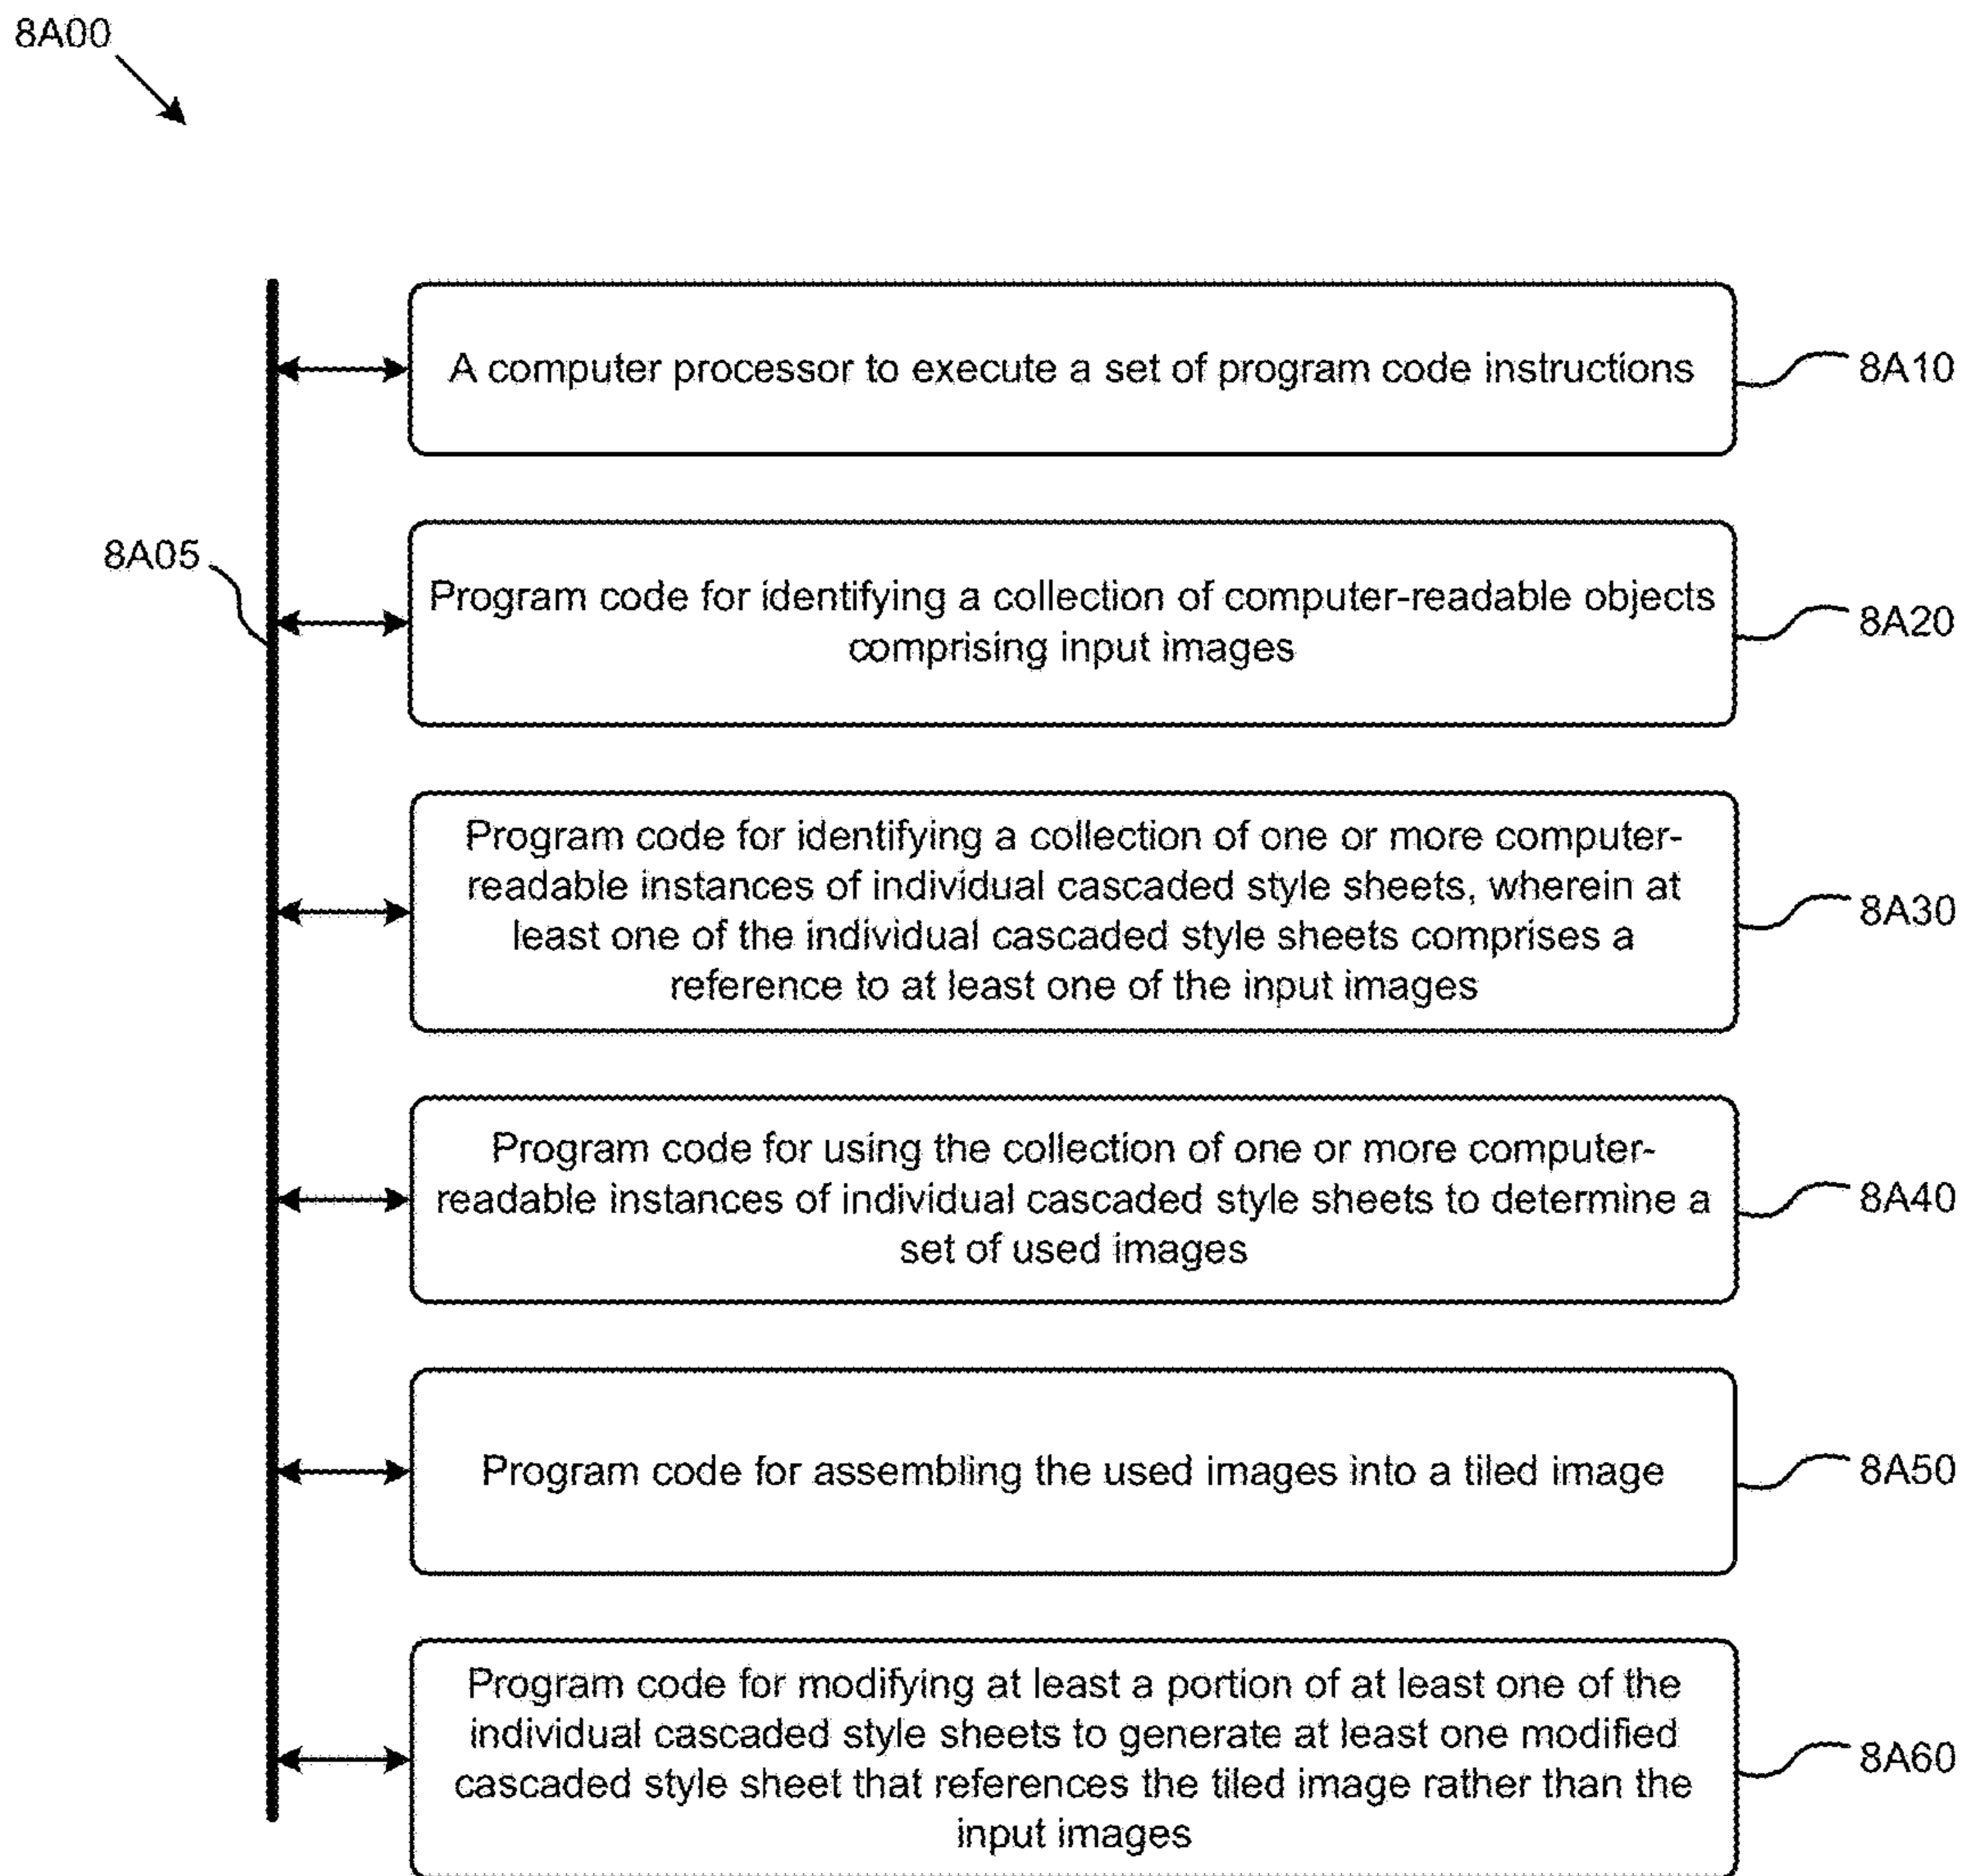 8A00
A computer processor to execute a set of program code instructions
8A10
8A05
Program code for identifying a collection of computer-readable objects
comprising input images
8A20
Program code for identifying a collection of one or more computer-
readable instances of individual cascaded style sheets, wherein at
least one of the individual cascaded style sheets comprises a
reference to at least one of the input images
8A30
Program code for using the collection of one or more computer-
readable instances of individual cascaded style sheets to determine a
set of used images
8A40
Program code for assembling the used images into a tiled image
8A50
Program code for modifying at least a portion of at least one of the
individual cascaded style sheets to generate at least one modified
cascaded style sheet that references the tiled image rather than the
input images
8A60